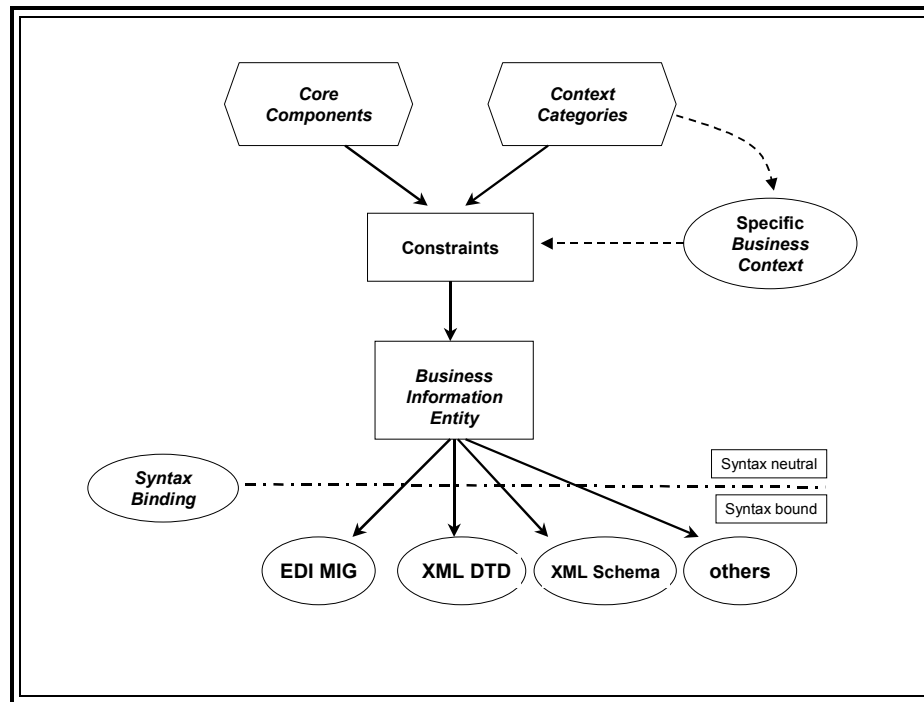 Core
Components
Context
Categories
Constraints
Specific
Business
Context
Business
Information
Entity
Syntax
Binding
Syntax neutral
Syntax bound
EDI MIG
XML DTD
XML Schema
others